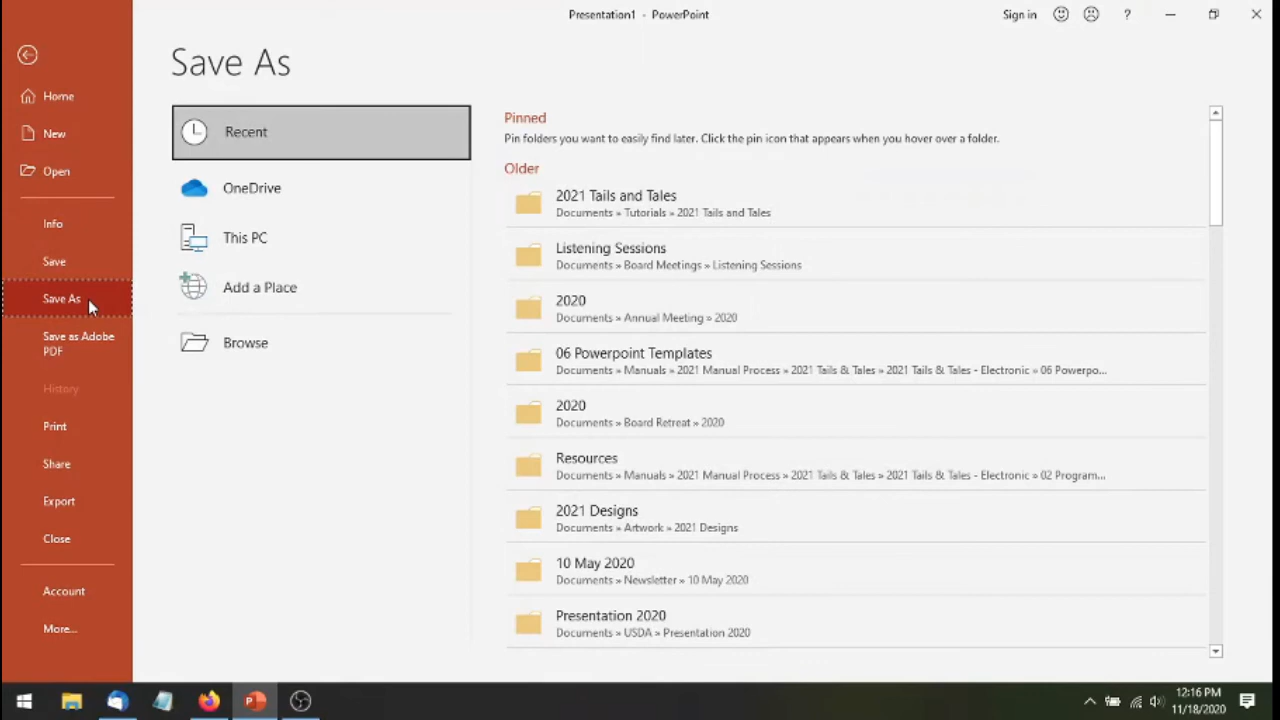 Presentation1 - PowerPoint
Sign in
?
Save As
Home
New
Open
Info
Save
Save As
Save as Adobe
PDF
History
Print
Share
Export
Close
Account
More...
Recent
OneDrive
This PC
Add a Place
Browse
Pinned
Pin folders you want to easily find later. Click the pin icon that appears when you hover over a folder.
Older
2021 Tails and Tales
Documents » Tutorials » 2021 Tails and Tales
Listening Sessions
Documents » Board Meetings » Listening Sessions
2020
Documents » Annual Meeting » 2020
06 Powerpoint Templates
Documents » Manuals » 2021 Manual Process » 2021 Tails & Tales » 2021 Tails & Tales - Electronic » 06 Powerpo...
2020
Documents » Board Retreat » 2020
Resources
Documents » Manuals » 2021 Manual Process » 2021 Tails & Tales » 2021 Tails & Tales - Electronic » 02 Program...
2021 Designs
Documents » Artwork » 2021 Designs
10 May 2020
Documents » Newsletter » 10 May 2020
Presentation 2020
Documents » USDA » Presentation 2020
12:16 PM
11/18/2020